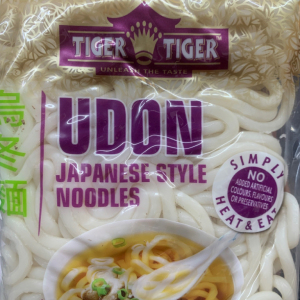 TIGER TIGER
UNLEASH THE TASTE
UDON
JAPANESE STYLE
NOODLES
SIMPLY
NO
ADDED ARTIFICIAL
COLOURS, FLAVOURS
OR PRESERVATIVES
HEAT & EAT